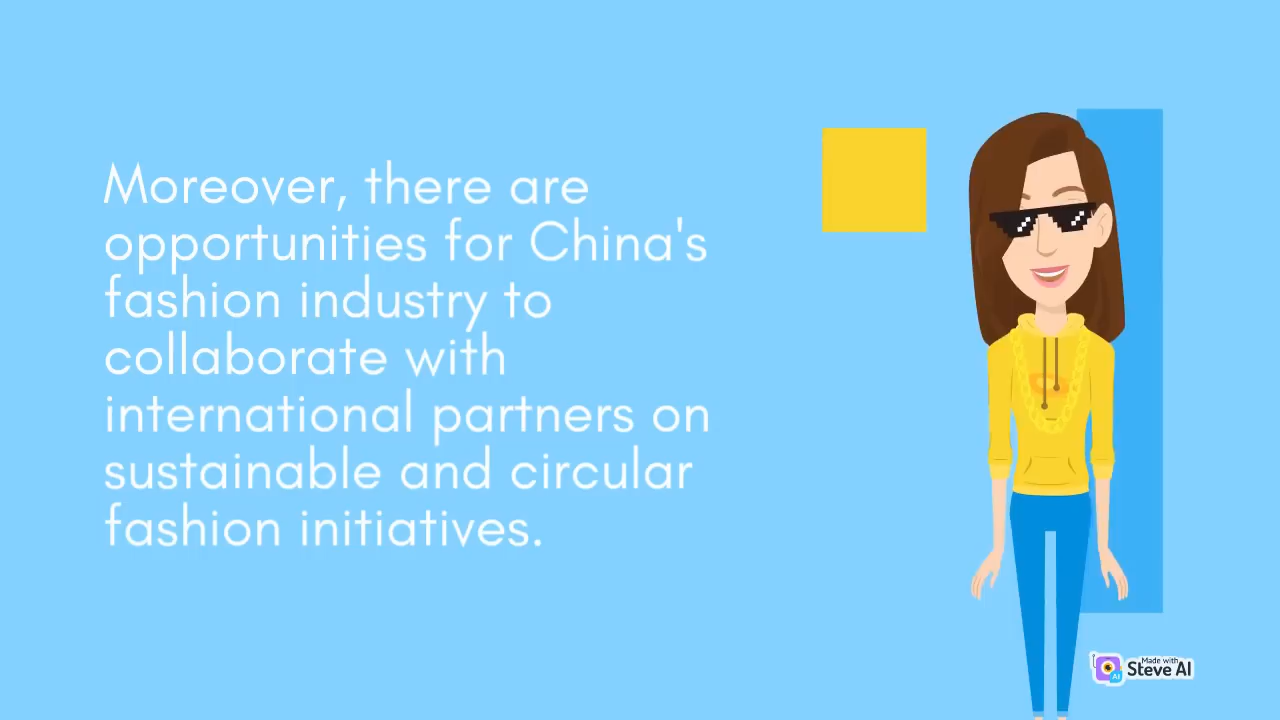 Moreover, there are
opportunities for China's
fashion industry to
collaborate with
international partners on
sustainable and circular
fashion initiatives.
Made with
Steve AI
AI